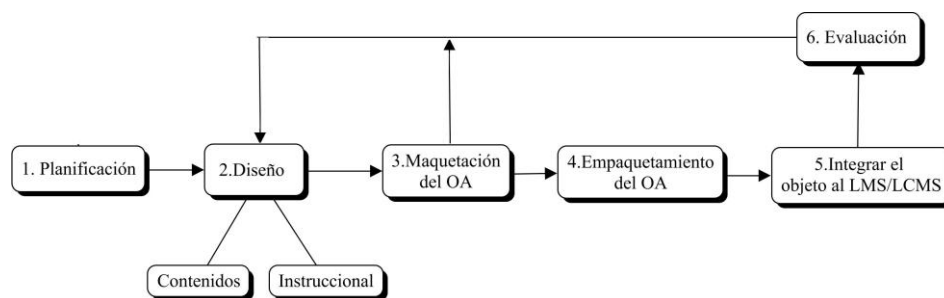 6. Evaluación
1. Planificación
2.Diseño
3.Maquetación
del OA
4.Empaquetamiento
del OA
5.Integrar el
objeto al LMS/LCMS
Contenidos
Instruccional